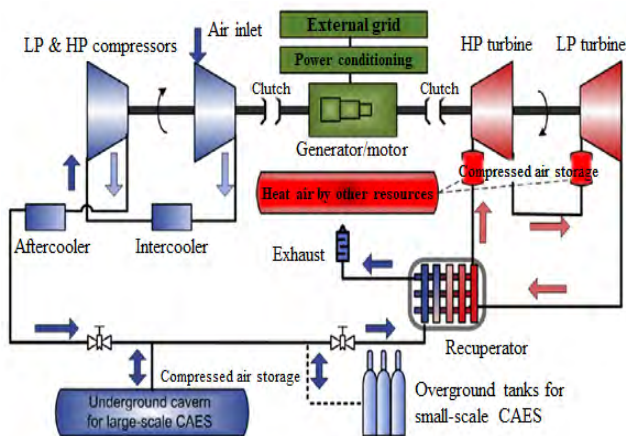 External grid
Air inlet
LP & HP compressors
HP turbine
LP turbine
Power conditioning
Clutch
Clutch
Generator/motor
Compressed air storage
Heat air by other resources
Aftercooler
Intercooler
Exhaust
Recuperator
Compressed air storage
Underground cavern
for large-scale CAES
Overground tanks for
small-scale CAES